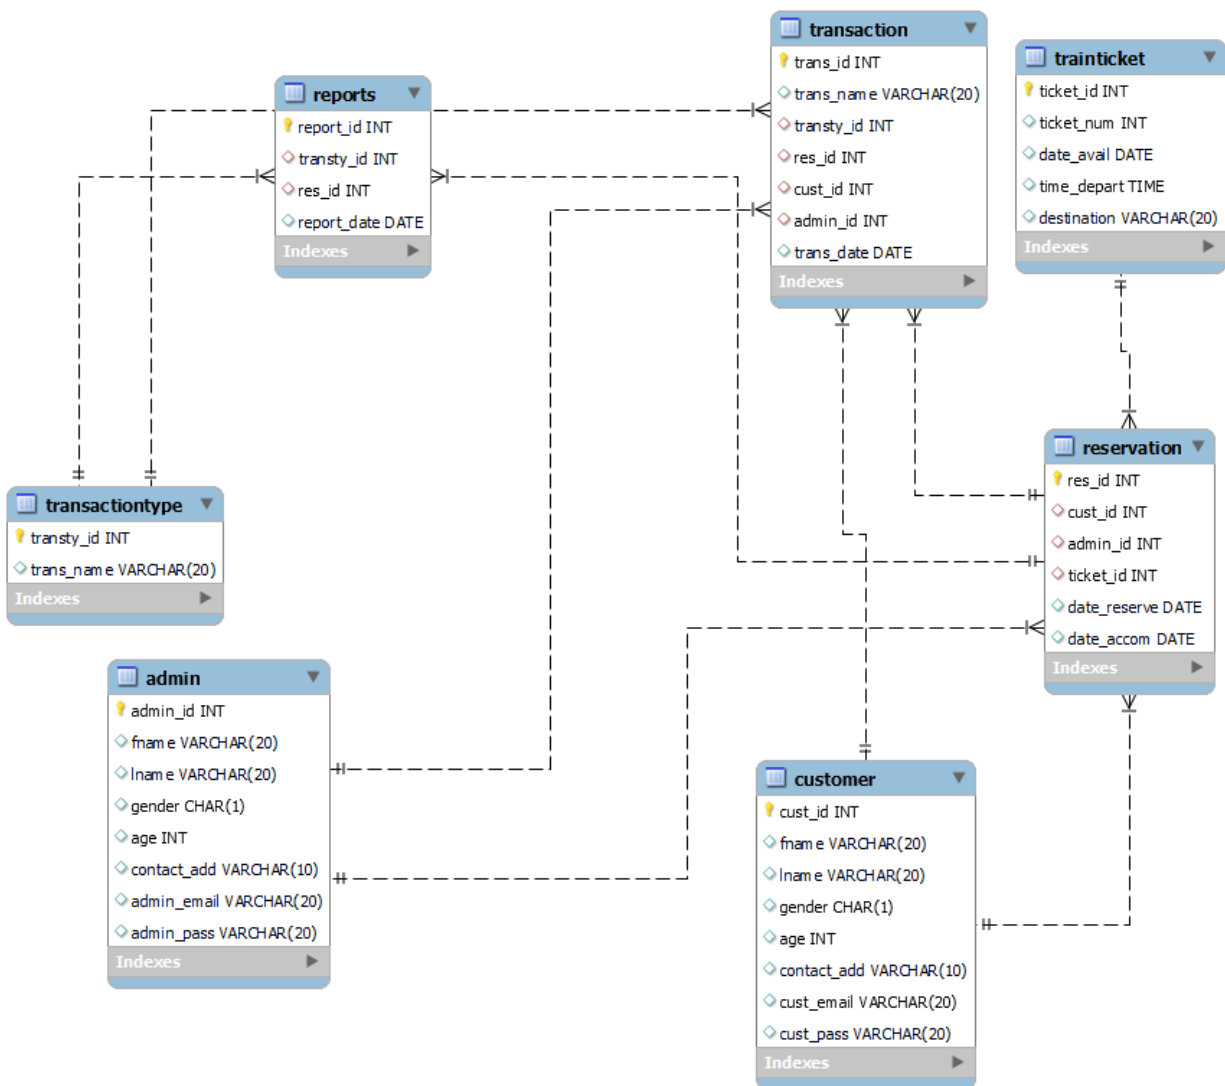 transaction
trans_id INT
trans_name VARCHAR(20)
transty_id INT
res_id INT
cust_id INT
admin_id INT
trans_date DATE
Indexes
trainticket
ticket_id INT
ticket_num INT
date_avail DATE
time_depart TIME
destination VARCHAR(20)
Indexes
reports
report_id INT
transty_id INT
res_id INT
report_date DATE
Indexes
reservation
res_id INT
cust_id INT
admin_id INT
ticket_id INT
date_reserve DATE
date_accom DATE
Indexes
transactiontype
transty_id INT
trans_name VARCHAR(20)
Indexes
admin
admin_id INT
fname VARCHAR(20)
lname VARCHAR(20)
gender CHAR(1)
age INT
contact_add VARCHAR(10)
admin_email VARCHAR(20)
admin_pass VARCHAR(20)
Indexes
customer
cust_id INT
fname VARCHAR(20)
lname VARCHAR(20)
gender CHAR(1)
age INT
contact_add VARCHAR(10)
cust_email VARCHAR(20)
cust_pass VARCHAR(20)
Indexes